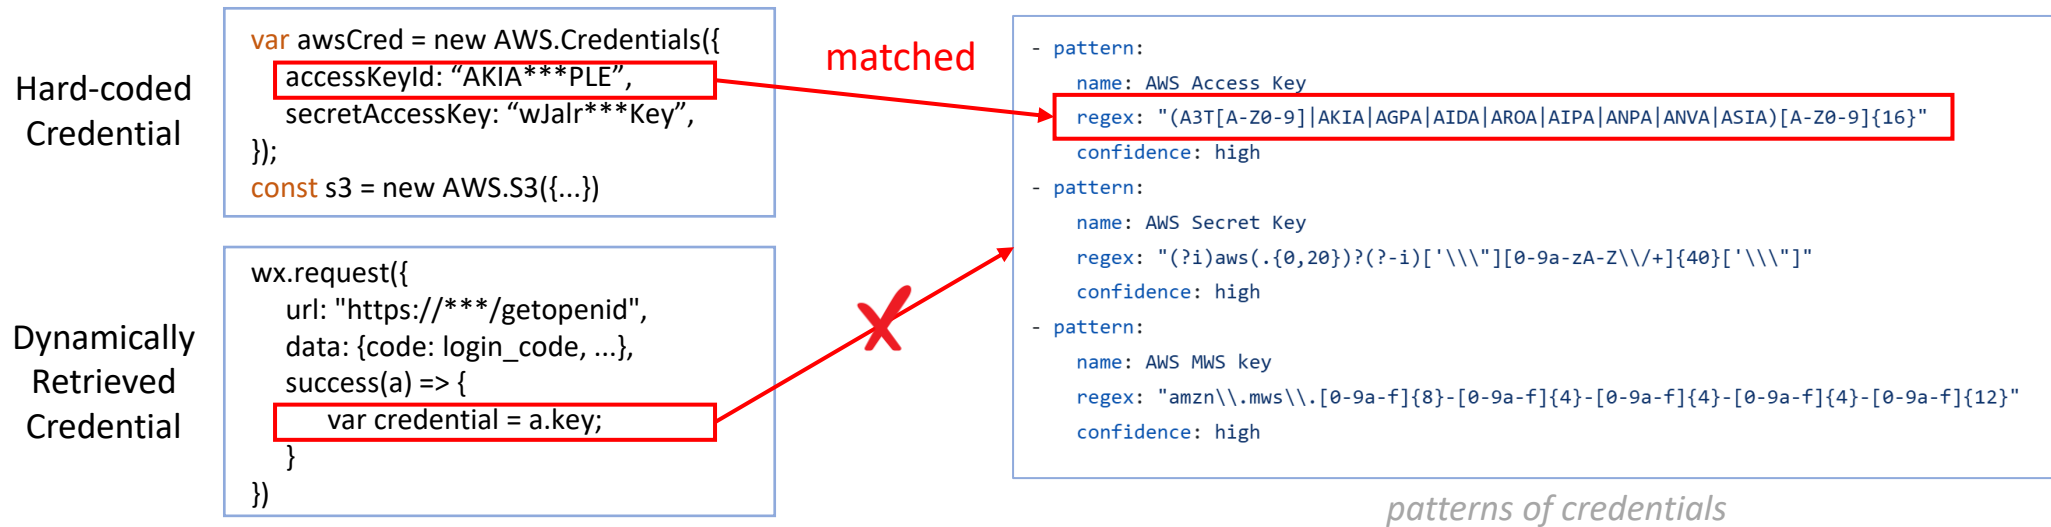 Hard-coded
Credential
var awsCred = new AWS.Credentials({
accessKeyId: “AKIA***PLE”,
secretAccessKey: “wJalr***Key”,
});
const s3 = new AWS.S3({...})
matched
Dynamically
Retrieved
Credential
wx.request({
url: "https://***/getopenid",
data: {code: login_code, ...},
success(a) => {
var credential = a.key;
}
})
- pattern:
name: AWS Access Key
regex: "(A3T[A-Z0-9]|AKIA|AGPA|AIDA|AROA|AIPA|ANPA|ANVA|ASIA)[A-Z0-9]{16}"
confidence: high
- pattern:
name: AWS Secret Key
regex: "(?i)aws(.{0,20})?(?-i)['\\\"][0-9a-zA-Z\\/+]{40}['\\\"]"
confidence: high
- pattern:
name: AWS MWS key
regex: "amzn\\.mws\\.[0-9a-f]{8}-[0-9a-f]{4}-[0-9a-f]{4}-[0-9a-f]{4}-[0-9a-f]{12}"
confidence: high
patterns of credentials